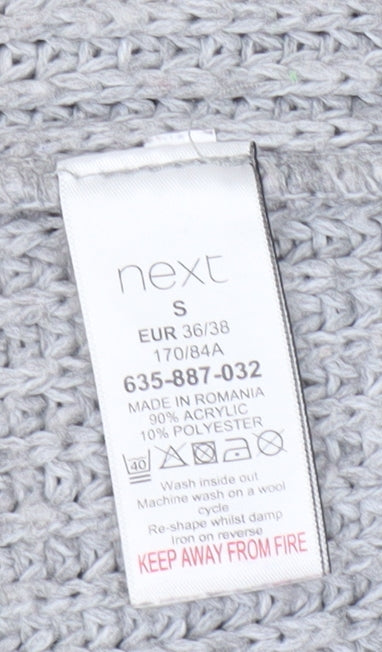 next
S
EUR 36/38
170/84A
635-887-032
MADE IN ROMANIA
90% ACRYLIC
10% POLYESTER
40
Wash inside out
Machine wash on a wool
cycle
Re-shape whilst damp
Iron on reverse
KEEP AWAY FROM FIRE